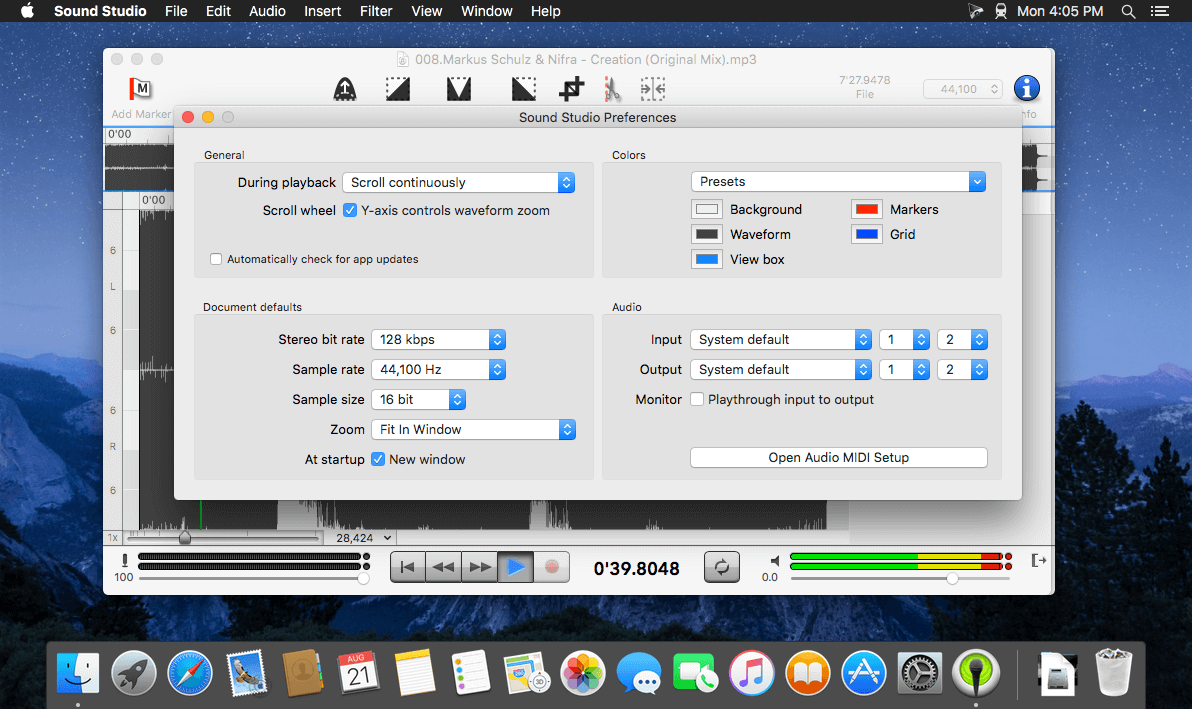 Sound Studio File Edit Audio Insert Filter View Window Help Mon 4:05 PM
008.Markus Schulz & Nifra - Creation (Original Mix).mp3
M
7'27.9478
File
44,100
Add Marker
nfo
Sound Studio Preferences
0'00
0'00
General
During playback Scroll continuously
Scroll wheel Y-axis controls waveform zoom
Automatically check for app updates
Colors
Presets
Background Markers
Waveform Grid
View box
Document defaults
Stereo bit rate 128 kbps
Sample rate 44,100 Hz
Sample size 16 bit
Zoom Fit In Window
At startup New window
Audio
Input System default 1 2
Output System default 1 2
Monitor Playthrough input to output
Open Audio MIDI Setup
6
L
6
6
R
6
1x 28,424
100 0'39.8048 0.0
AUG
21
3D